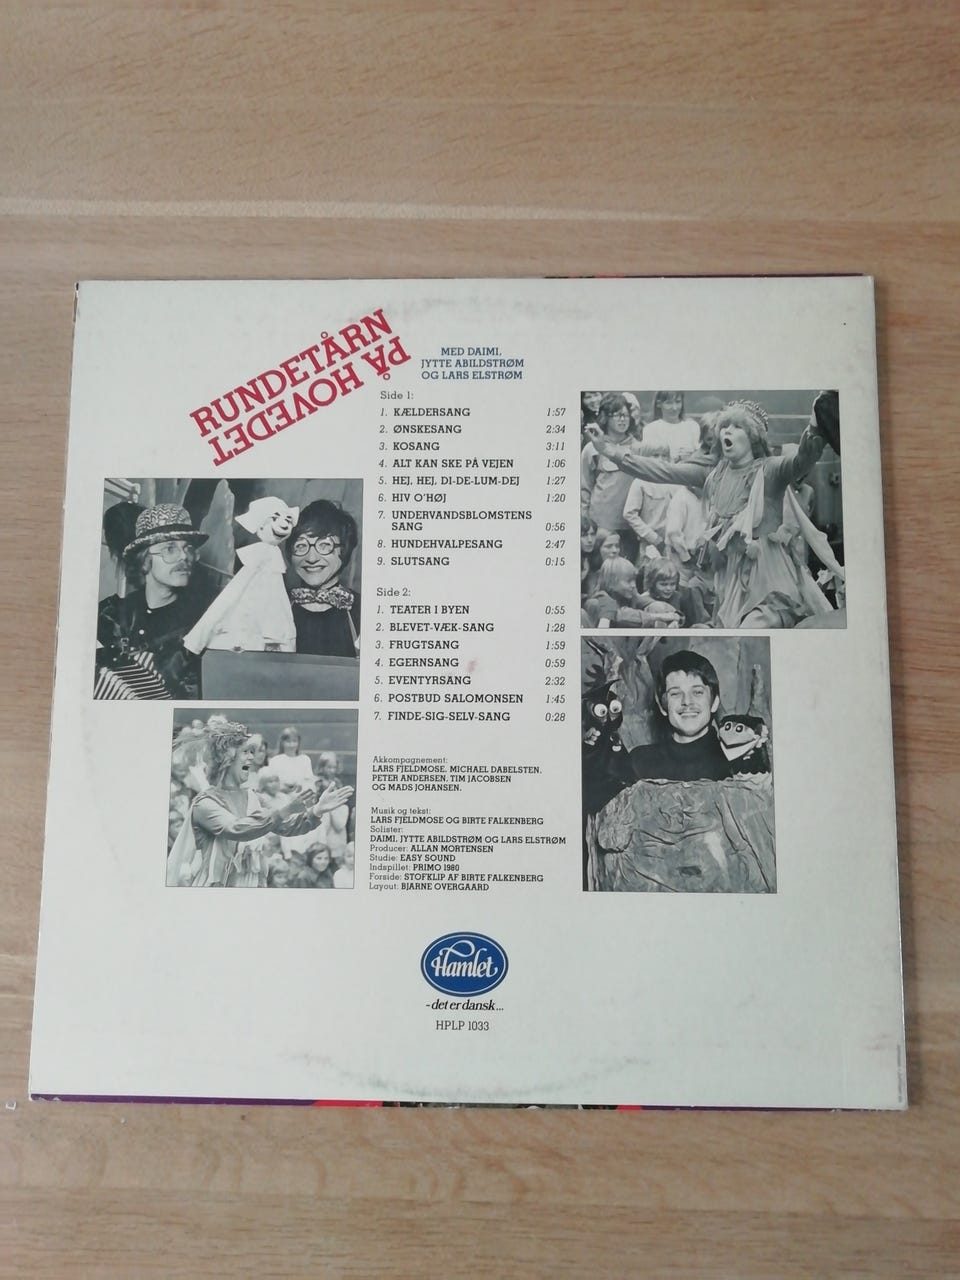 RUNDETÅRN
PÅ HOVEDET
MED DAIMI,
JYTTE ABILDSTRØM
OG LARS ELSTRØM
Side 1:
1. KÆLDERSANG 1:57
2. ØNSKESANG 2:34
3. KOSANG 3:11
4. ALT KAN SKE PÅ VEJEN 1:06
5. HEJ, HEJ, DI-DE-LUM-DEJ 1:27
6. HIV O'HØJ 1:20
7. UNDERVANDSBLOMSTENS
SANG 0:56
8. HUNDEHVALPESANG 2:47
9. SLUTSANG 0:15
Side 2:
1. TEATER I BYEN 0:55
2. BLEVET-VÆK-SANG 1:28
3. FRUGTSANG 1:59
4. EGERNSANG 0:59
5. EVENTYRSANG 2:32
6. POSTBUD SALOMONSEN 1:45
7. FINDE-SIG-SELV-SANG 0:28
Akkompagnement:
LARS FJELDMOSE, MICHAEL DABELSTEN,
PETER ANDERSEN, TIM JACOBSEN
OG MADS JOHANSEN.
Musik og tekst:
LARS FJELDMOSE OG BIRTE FALKENBERG
Solister:
DAIMI, JYTTE ABILDSTRØM OG LARS ELSTRØM
Producer: ALLAN MORTENSEN
Studie: EASY SOUND
Indspillet: PRIMO 1980
Forside: STOFKLIP AF BIRTE FALKENBERG
Layout: BJARNE OVERGAARD
Hamlet
- det er dansk...
HPLP 1033